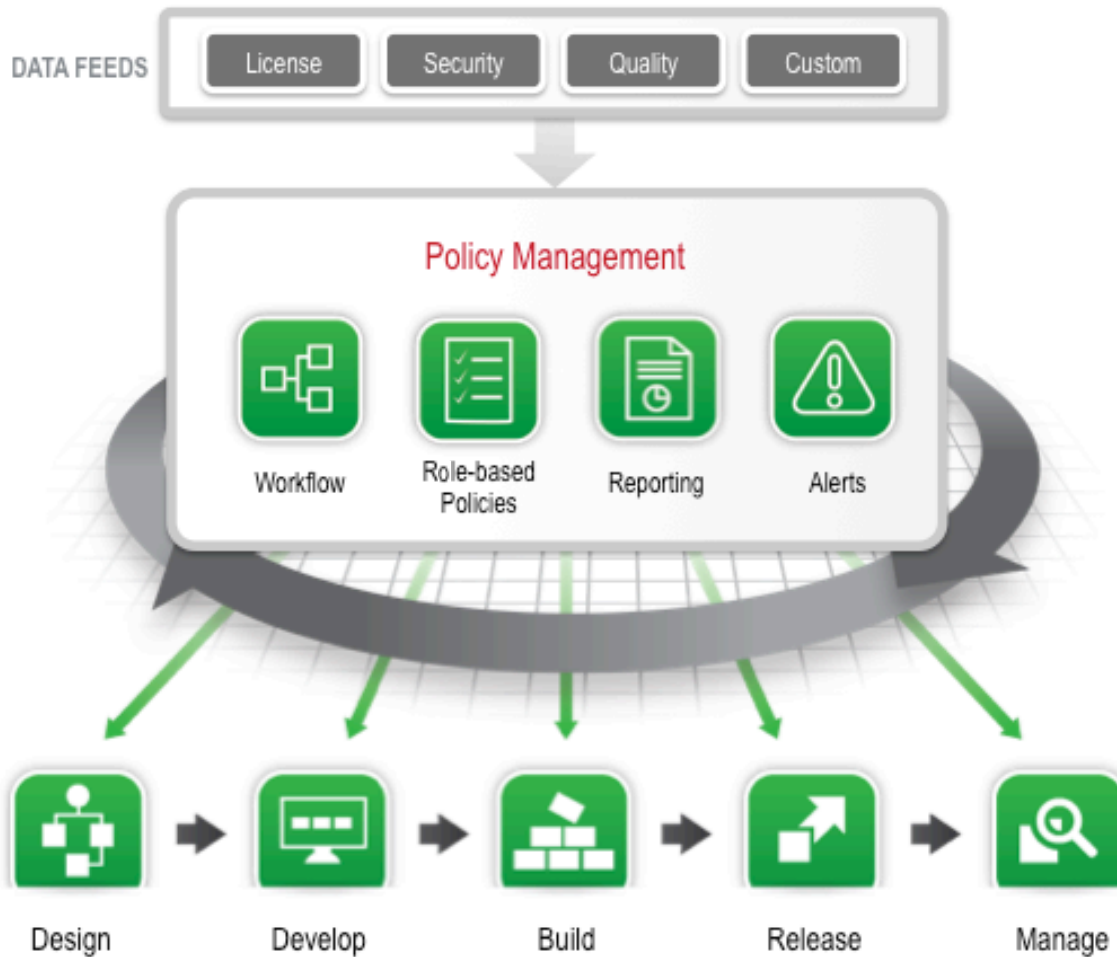 DATA FEEDS
License
Security
Quality
Custom
Policy Management
Workflow
Role-based
Policies
Reporting
Alerts
Design
Develop
Build
Release
Manage